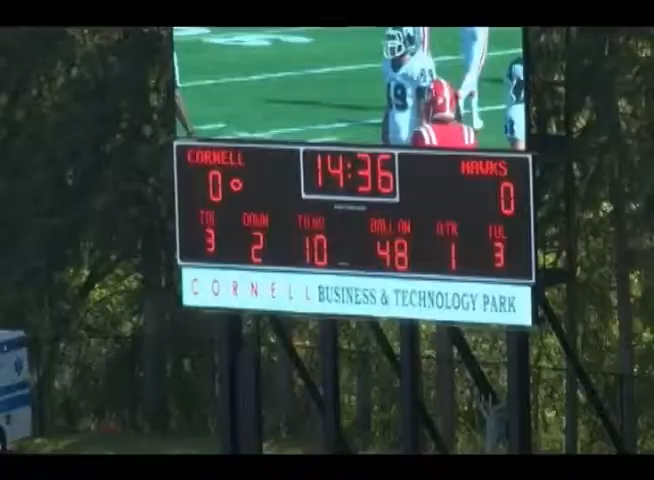 19
CORNELL 14:36 HAWKS
0 0
TOL DOWN TO GO BALL ON QTR TOL
3 2 10 48 1 3
CORNELL BUSINESS & TECHNOLOGY PARK